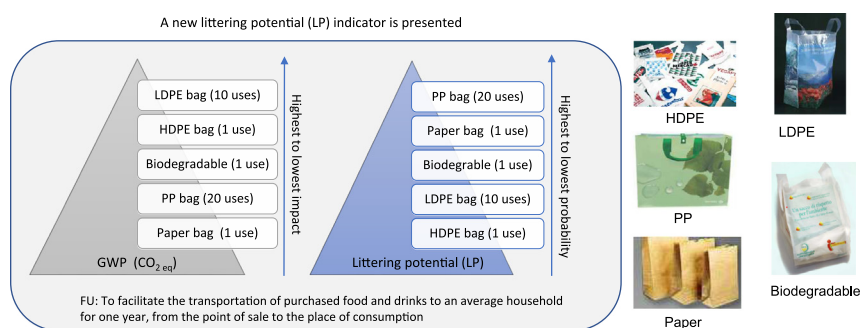 A new littering potential (LP) indicator is presented
LDPE bag (10 uses)
HDPE bag (1 use)
Biodegradable (1 use)
PP bag (20 uses)
Paper bag (1 use)
GWP (CO2 eq)
Highest to lowest impact
PP bag (20 uses)
Paper bag (1 use)
Biodegrable (1 use)
LDPE bag (10 uses)
HDPE bag (1 use)
Littering potential (LP)
Highest to lowest probability
FU: To facilitate the transportation of purchased food and drinks to an average household
for one year, from the point of sale to the place of consumption
HDPE
LDPE
PP
Biodegradable
Paper